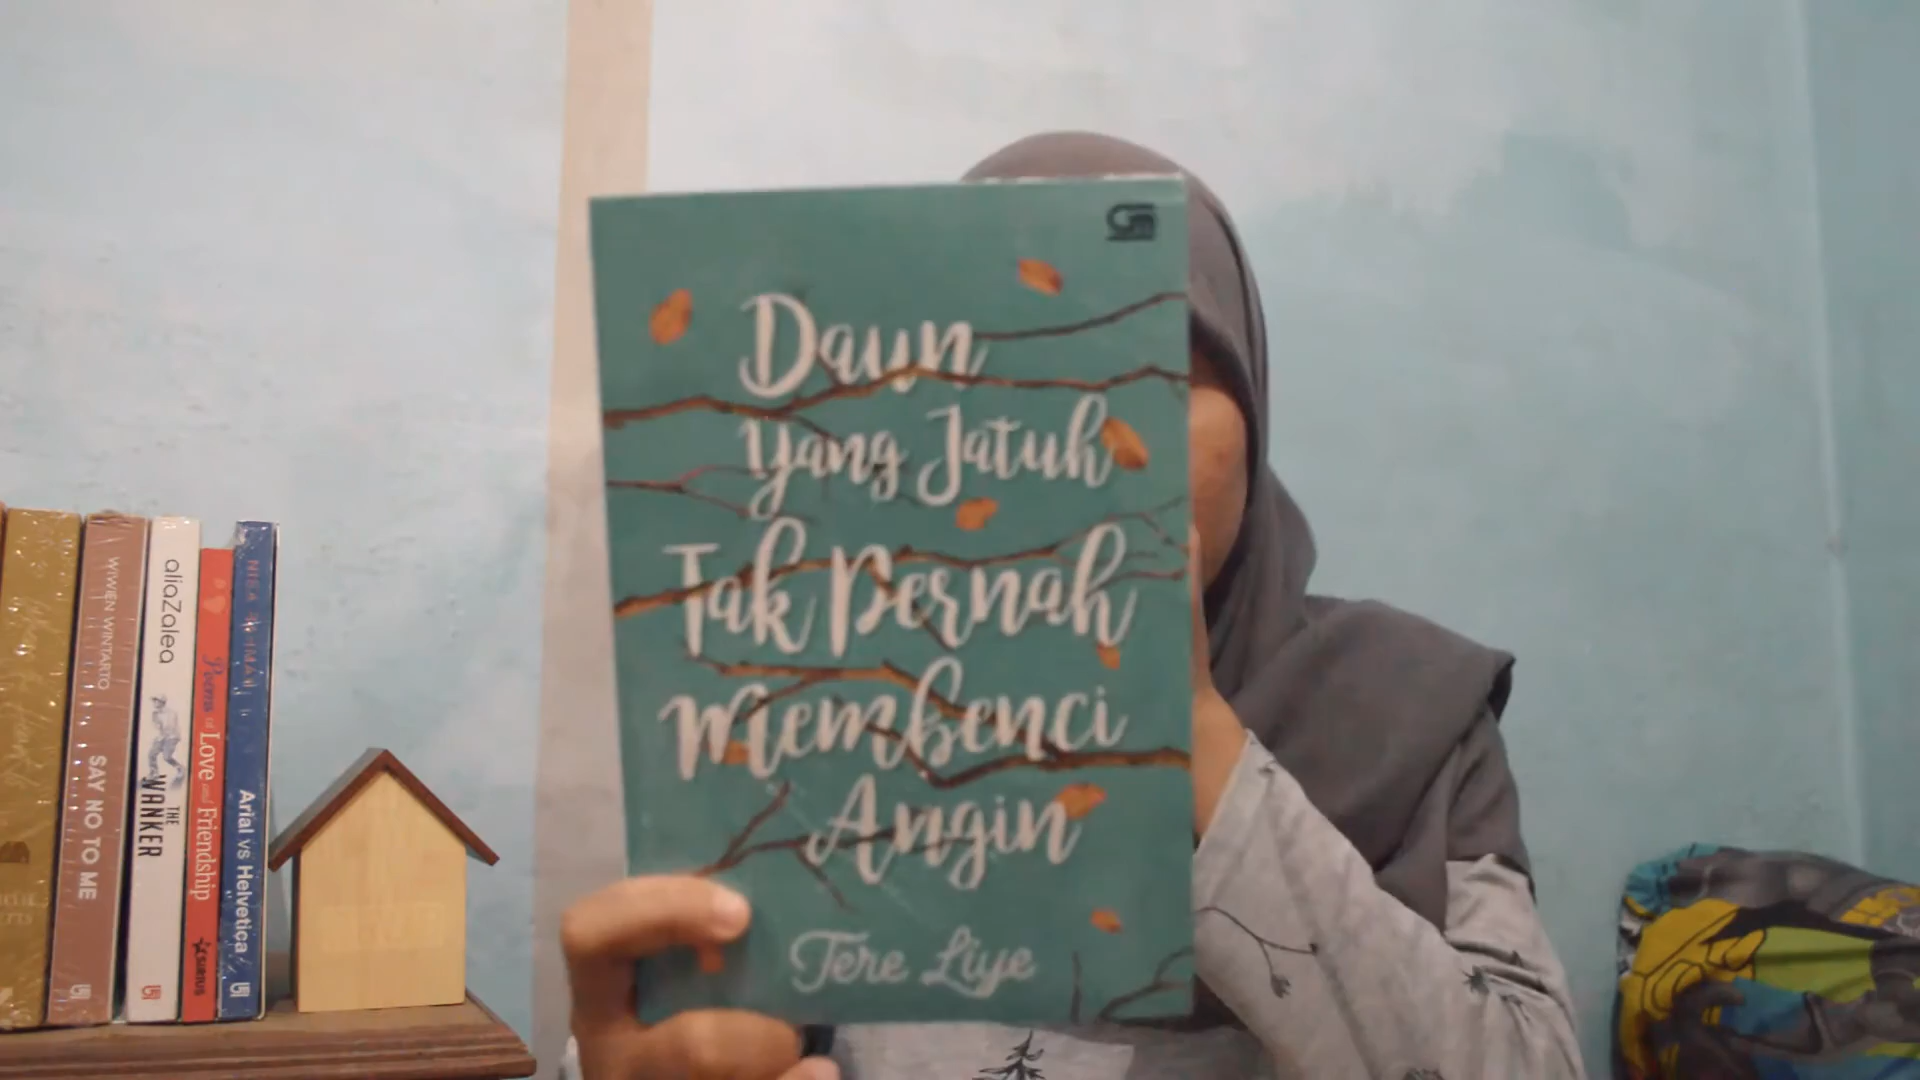 Daun
Yang Jatuh
Tak Pernah
Membenci
Angin
Tere Liye
WIWIEN WINTARTO
SAY NO TO ME
aliaZalea
THE
WANKER
Poems of Love and Friendship
SIRIUS
Arial vs Helvetica